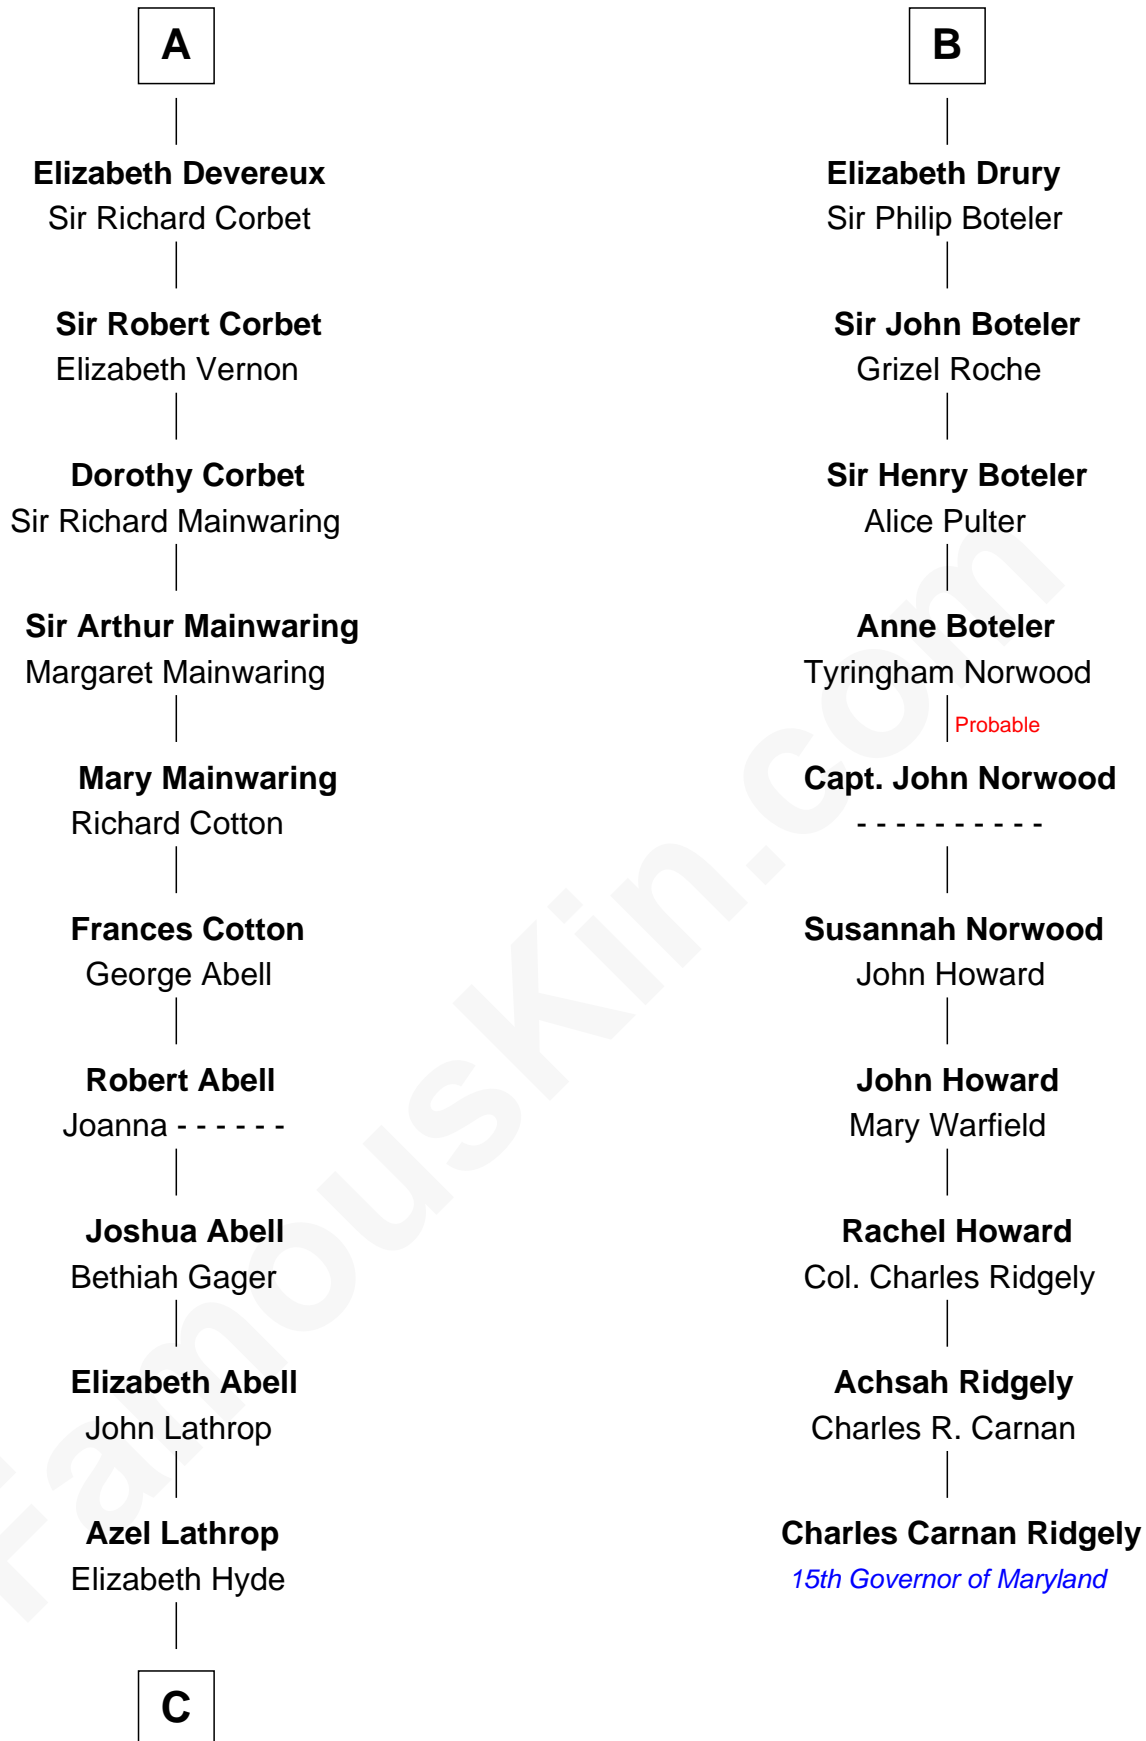 A
Elizabeth Devereux
Sir Richard Corbet
Sir Robert Corbet
Elizabeth Vernon
Dorothy Corbet
Sir Richard Mainwaring
Sir Arthur Mainwaring
Margaret Mainwaring
Mary Mainwaring
Richard Cotton
Frances Cotton
George Abell
Robert Abell
Joanna - - - - - -
Joshua Abell
Bethiah Gager
Elizabeth Abell
John Lathrop
Azel Lathrop
Elizabeth Hyde
C
B
Elizabeth Drury
Sir Philip Boteler
Sir John Boteler
Grizel Roche
Sir Henry Boteler
Alice Pulter
Anne Boteler
Tyringham Norwood
Probable
Capt. John Norwood
- - - - - - - - - -
Susannah Norwood
John Howard
John Howard
Mary Warfield
Rachel Howard
Col. Charles Ridgely
Achsah Ridgely
Charles R. Carnan
Charles Carnan Ridgely
15th Governor of Maryland
FamousKin.com